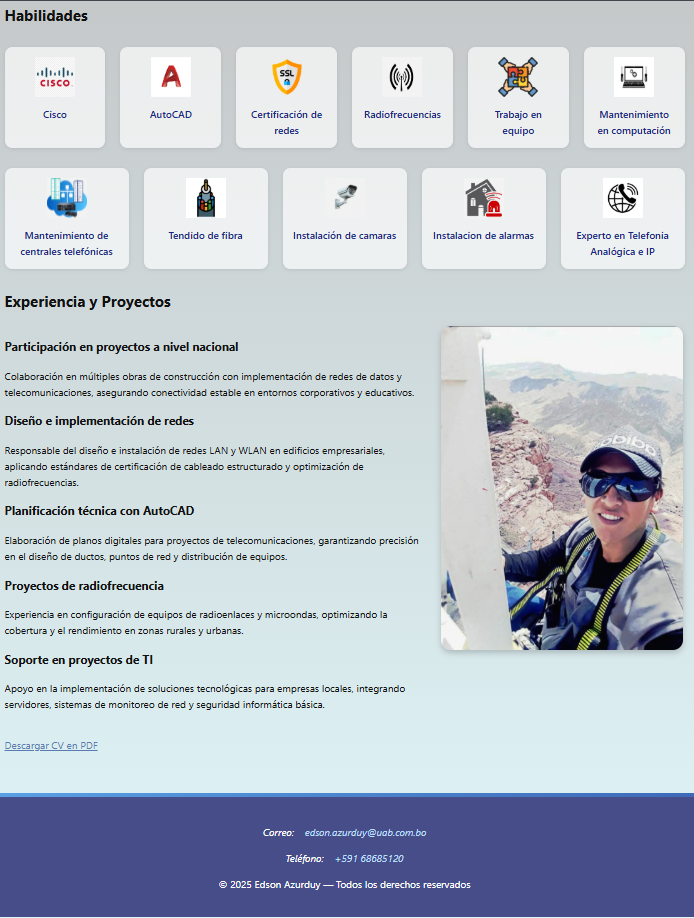 Habilidades
CISCO
SSL
Cisco
AutoCAD
Certificación de
redes
Radiofrecuencias
Trabajo en
equipo
Mantenimiento
en computación
Mantenimiento de
centrales telefónicas
Tendido de fibra
Instalación de camaras
Instalacion de alarmas
Experto en Telefonía
Analógica e IP
Experiencia y Proyectos
Participación en proyectos a nivel nacional
Colaboración en múltiples obras de construcción con implementación de redes de datos y
telecomunicaciones, asegurando conectividad estable en entornos corporativos y educativos.
Diseño e implementación de redes
Responsable del diseño e instalación de redes LAN y WLAN en edificios empresariales,
aplicando estándares de certificación de cableado estructurado y optimización de
radiofrecuencias.
Planificación técnica con AutoCAD
Elaboración de planos digitales para proyectos de telecomunicaciones, garantizando precisión
en el diseño de ductos, puntos de red y distribución de equipos.
Proyectos de radiofrecuencia
Experiencia en configuración de equipos de radioenlaces y microondas, optimizando la
cobertura y el rendimiento en zonas rurales y urbanas.
Soporte en proyectos de TI
Apoyo en la implementación de soluciones tecnológicas para empresas locales, integrando
servidores, sistemas de monitoreo de red y seguridad informática básica.
Descargar CV en PDF
Correo: edson.azurduy@uab.com.bo
Teléfono: +591 68685120
© 2025 Edson Azurduy — Todos los derechos reservados